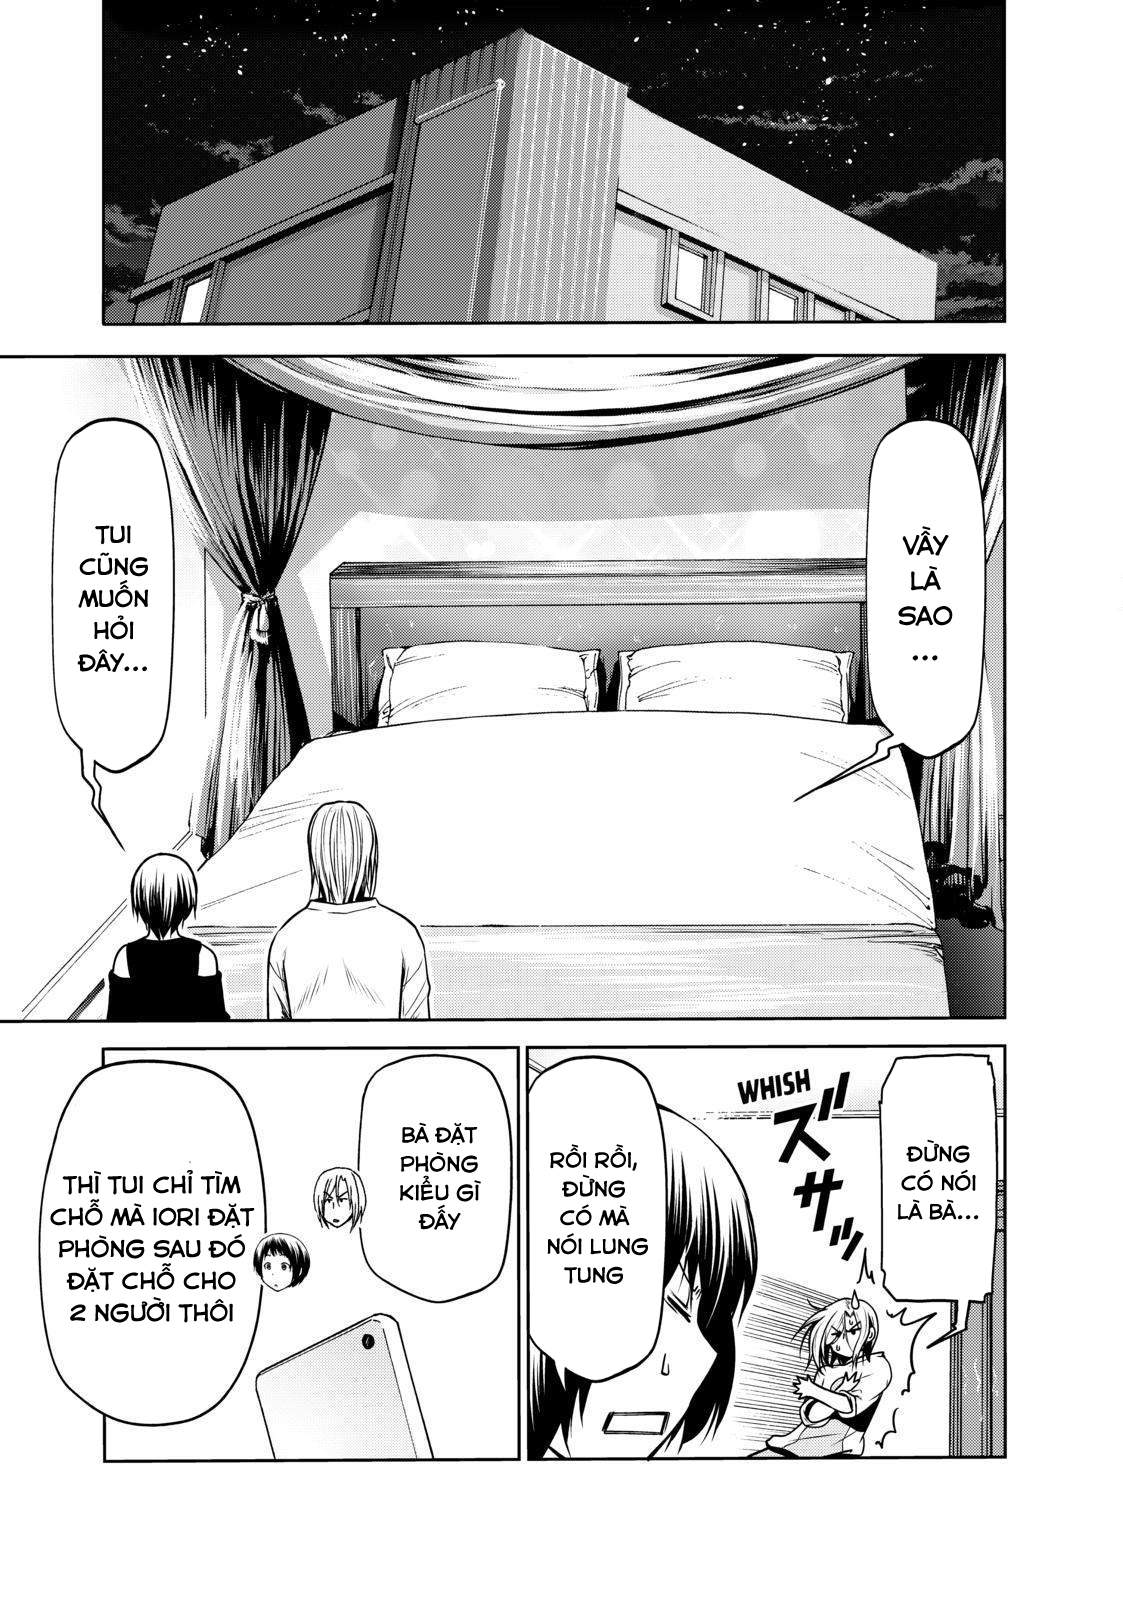 VẦY
LÀ
SAO
...
TUI
CŨNG
MUỐN
HỎI
ĐÂY...
ĐỪNG
CÓ NÓI
LÀ BÀ...
WHISH
ズザッ
RỒI RỒI,
ĐỪNG
CÓ MÀ
NÓI LUNG
TUNG
BÀ ĐẶT
PHÒNG
KIỂU GÌ
ĐẤY
THÌ TUI CHỈ TÌM
CHỖ MÀ IORI ĐẶT
PHÒNG SAU ĐÓ
ĐẶT CHỖ CHO
2 NGƯỜI THÔI